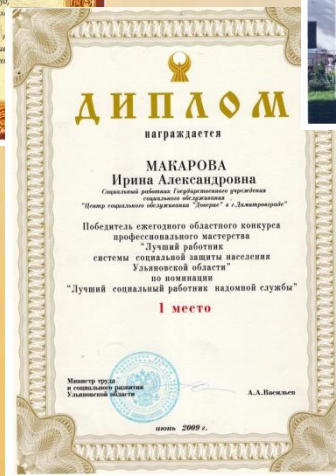 ДИПЛОМ
награждается
МАКАРОВА
Ирина Александровна
Социальный работник Государственного учреждения
социального обслуживания
"Центр социального обслуживания "Доверие" в г.Димитровграде"
Победитель ежегодного областного конкурса
профессионального мастерства
"Лучший работник
системы социальной защиты населения
Ульяновской области"
по номинации
"Лучший социальный работник надомной службы"
1 место
Министр труда
и социального развития
Ульяновской области
А.А.Васильев
июнь 2009 г.